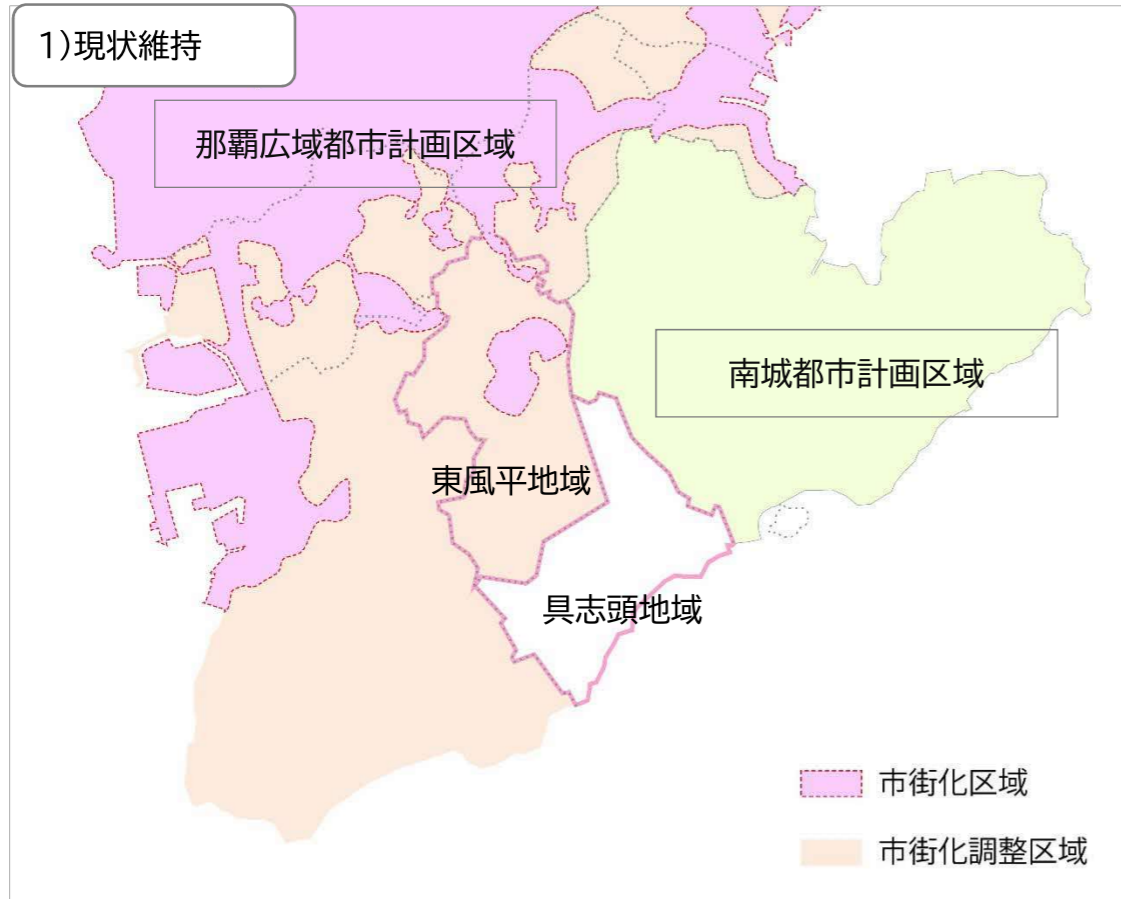 1)現状維持
那覇広域都市計画区域
南城都市計画区域
東風平地域
具志頭地域
市街化区域
市街化調整区域